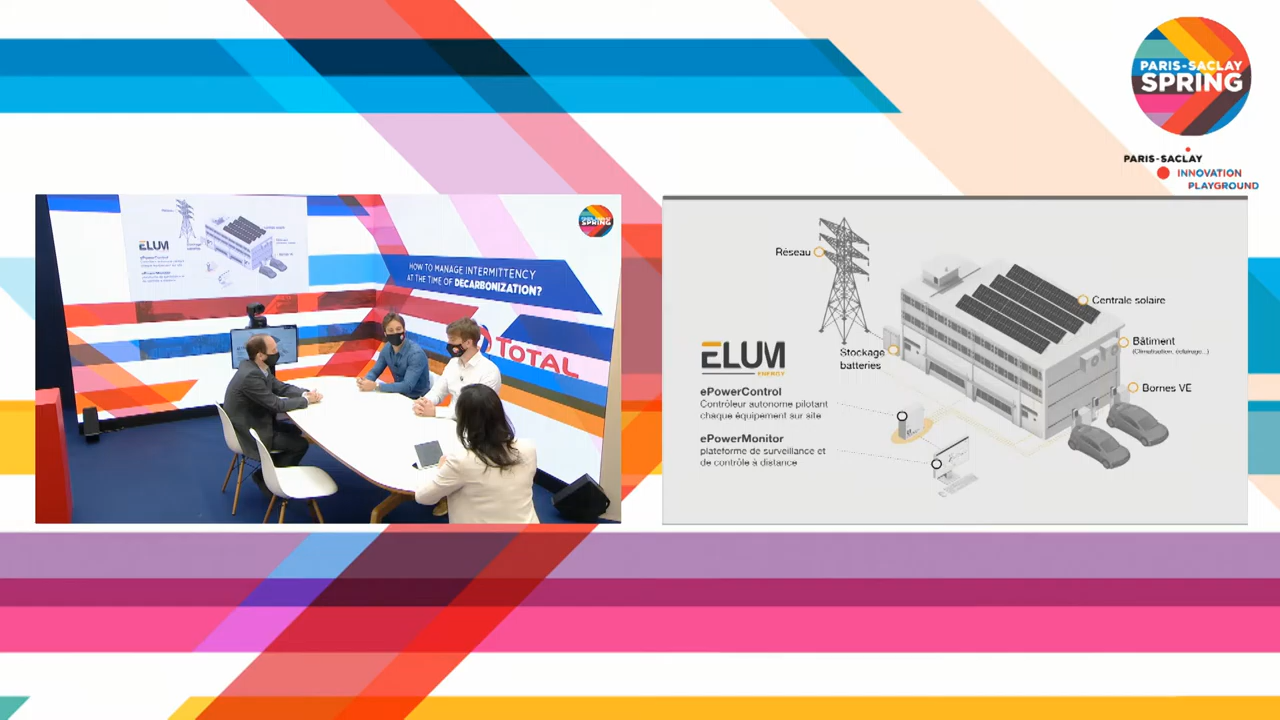 PARIS-SACLAY
SPRING
PARIS-SACLAY
INNOVATION
PLAYGROUND
ELUM
SPRING
HOW TO MANAGE INTERMITTENCY
AT THE TIME OF DECARBONIZATION?
TOTAL
Réseau
Centrale solaire
Stockage
batteries
Bâtiment
(Climatisation, éclairage...)
Bornes VE
ELUM
ENERGY
ePowerControl
Contrôleur autonome pilotant
chaque équipement sur site
ePowerMonitor
plateforme de surveillance et
de contrôle à distance